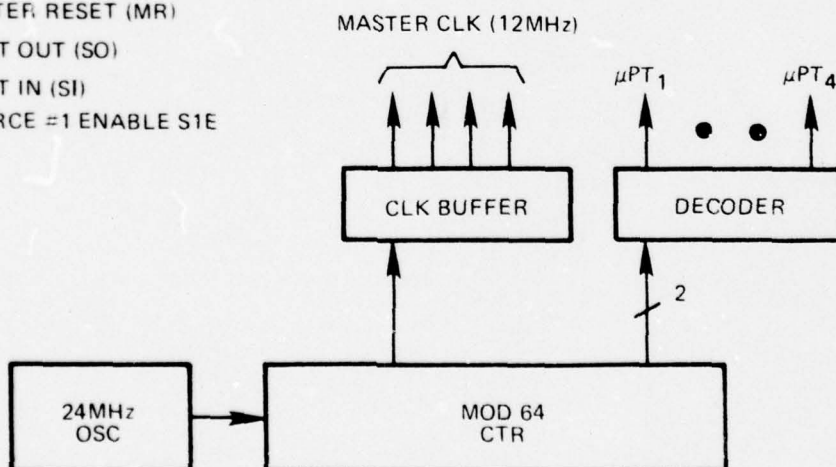 RESET (MR)
OUT (SO)
IN (SI)
#1 ENABLE S1E
MASTER CLK (12MHz)
μPT1
μPT4
CLK BUFFER
DECODER
2
24MHz
OSC
MOD 64
CTR